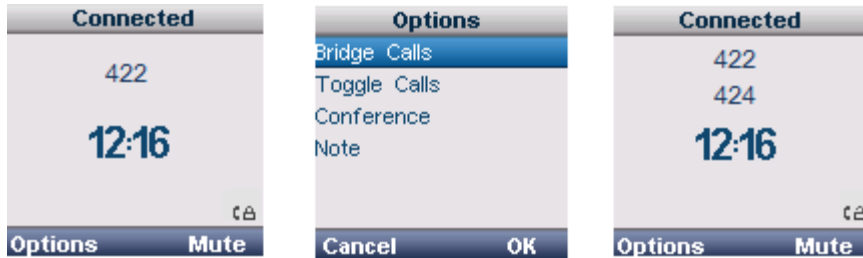 Connected
422
12:16
Options Mute
Options
Bridge Calls
Toggle Calls
Conference
Note
Cancel OK
Connected
422
424
12:16
Options Mute